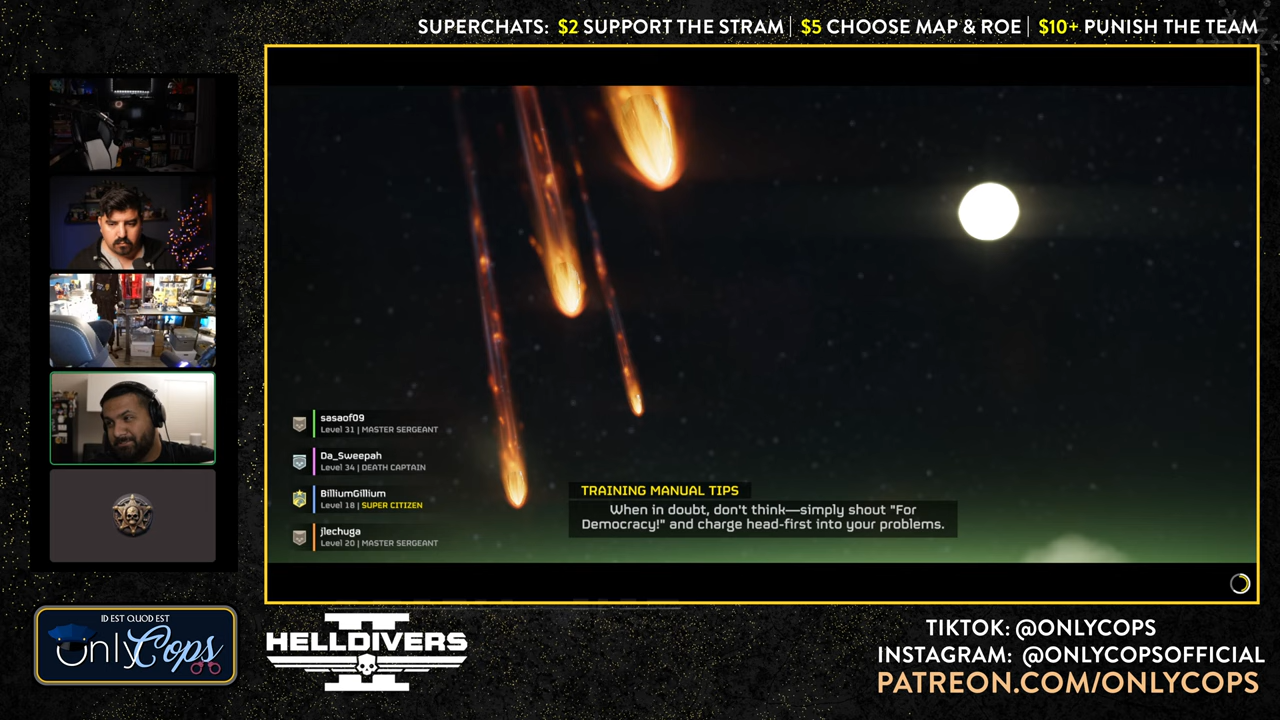 SUPERCHATS: $2 SUPPORT THE STRAM | $5 CHOOSE MAP & ROE | $10+ PUNISH THE TEAM
sasaof09
Level 31 | MASTER SERGEANT
Da_Sweepah
Level 34 | DEATH CAPTAIN
BilliumGillium
Level 18 | SUPER CITIZEN
jlechuga
Level 20 | MASTER SERGEANT
TRAINING MANUAL TIPS
When in doubt, don't think—simply shout "For
Democracy!" and charge head-first into your problems.
ID EST QUOD EST
OnlyCops
HELLDIVERS
II
TIKTOK: @ONLYCOPS
INSTAGRAM: @ONLYCOPSOFFICIAL
PATREON.COM/ONLYCOPS